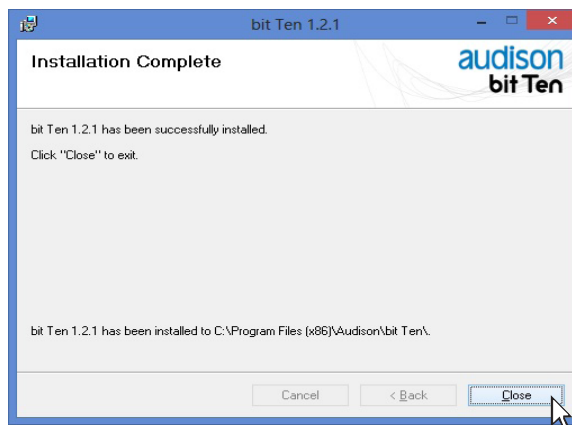 bit Ten 1.2.1
Installation Complete
audison
bit Ten
bit Ten 1.2.1 has been successfully installed.
Click "Close" to exit.
bit Ten 1.2.1 has been installed to C:\Program Files (x86)\Audison\bit Ten\.
Cancel
< Back
Close